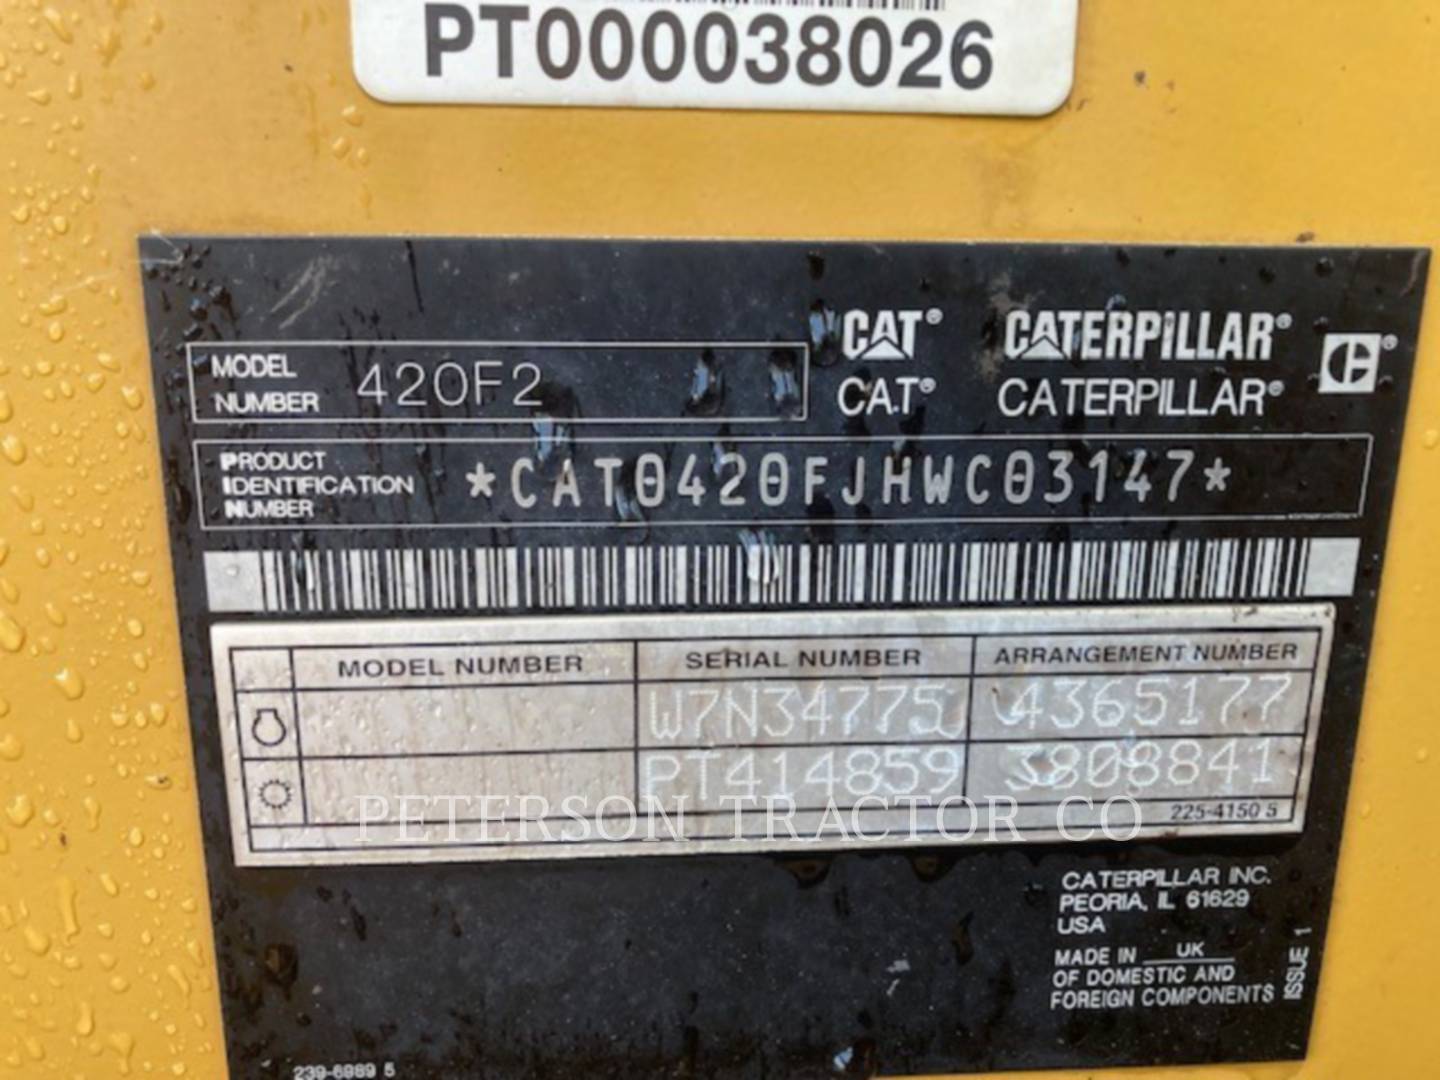 PT000038026
CAT® CATERPILLAR®
MODEL NUMBER 420F2
CAT® CATERPILLAR®
PRODUCT IDENTIFICATION NUMBER *CAT0420FJHWC03147*
MODEL NUMBER SERIAL NUMBER ARRANGEMENT NUMBER
W7N34775 4365177
PT414859 3808841
225-4150 5
PETERSON TRACTOR CO
CATERPILLAR INC.
PEORIA, IL 61629
USA
MADE IN UK
OF DOMESTIC AND
FOREIGN COMPONENTS
ISSUE 1
239-6989 5